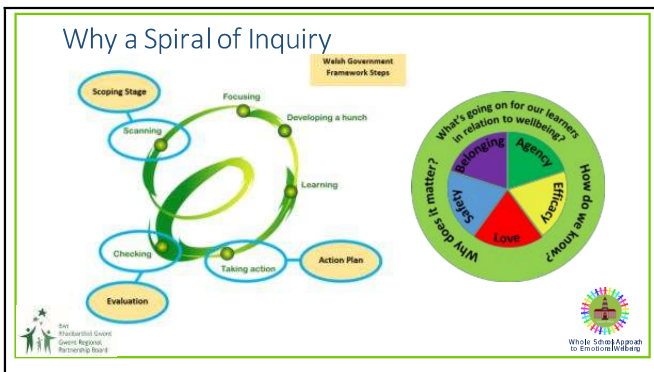 Why a Spiral of Inquiry
Welsh Government
Framework Steps
Scoping Stage
Focusing
Developing a hunch
Scanning
Learning
Checking
Taking action
Action Plan
Evaluation
What's going on for our learners
in relation to wellbeing?
How do we know?
Why does it matter?
Belonging
Agency
Efficacy
Love
Safety
Gwent Regional
Partnership Board
Whole School Approach
to Emotional Wellbeing